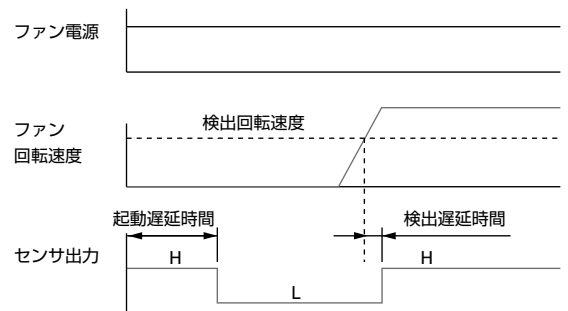 ファン電源
検出回転速度
ファン
回転速度
起動遅延時間
検出遅延時間
センサ出力
H
H
L